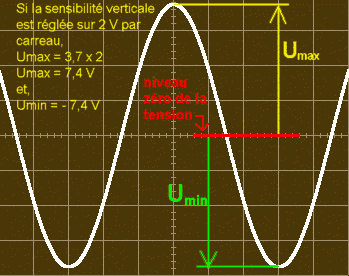 Si la sensibilité verticale
est réglée sur 2 V par
carreau,
Umax = 3,7 x 2
Umax = 7,4 V
et,
Umin = - 7,4 V
Umax
niveau
zéro de la
tension
Umin